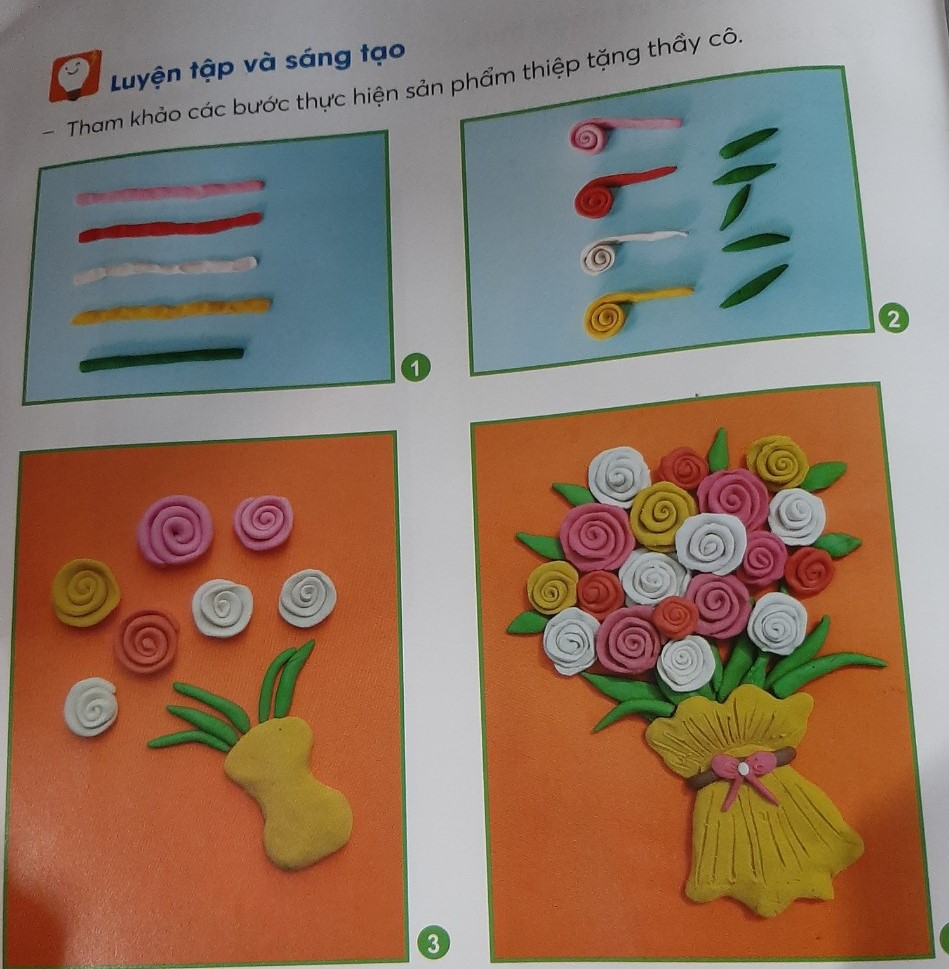 Luyện tập và sáng tạo
– Tham khảo các bước thực hiện sản phẩm thiệp tặng thầy cô.
1
2
3